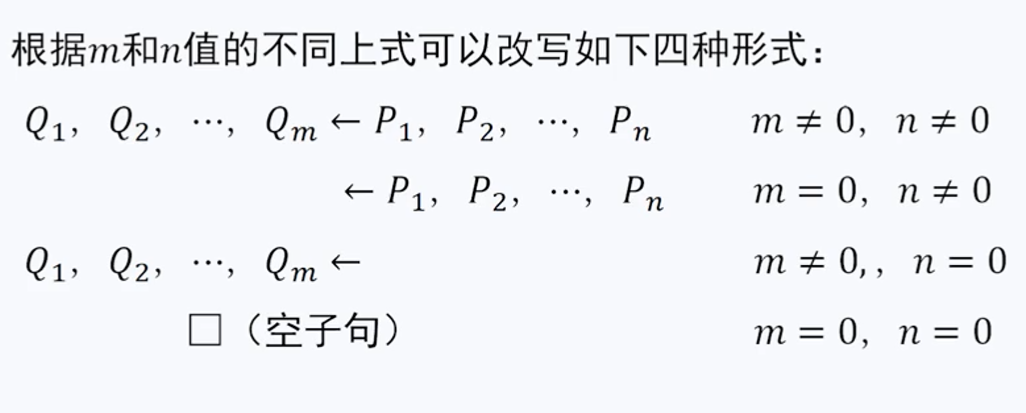 根据m和n值的不同上式可以改写如下四种形式：
Q₁，Q₂，⋯，Qₘ ← P₁，P₂，⋯，Pₙ m ≠ 0，n ≠ 0
← P₁，P₂，⋯，Pₙ m = 0，n ≠ 0
Q₁，Q₂，⋯，Qₘ ← m ≠ 0,，n = 0
□（空子句） m = 0，n = 0